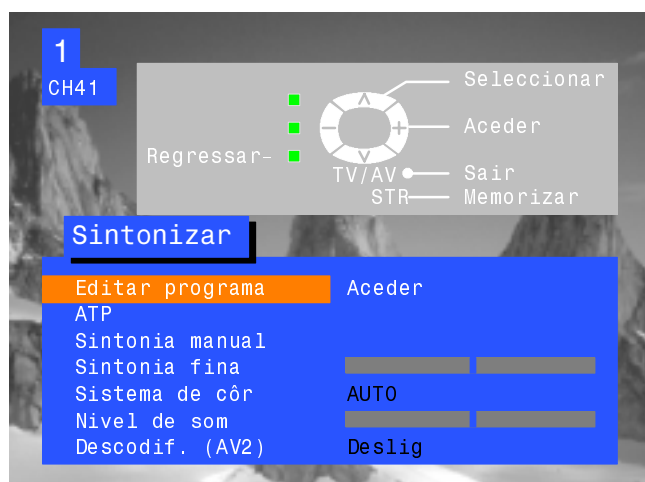 1
CH41
Seleccionar
Aceder
Regressar-
TV/AV Sair
STR Memorizar
Sintonizar
Editar programa Aceder
ATP
Sintonia manual
Sintonia fina
Sistema de côr AUTO
Nivel de som
Descodif. (AV2) Deslig